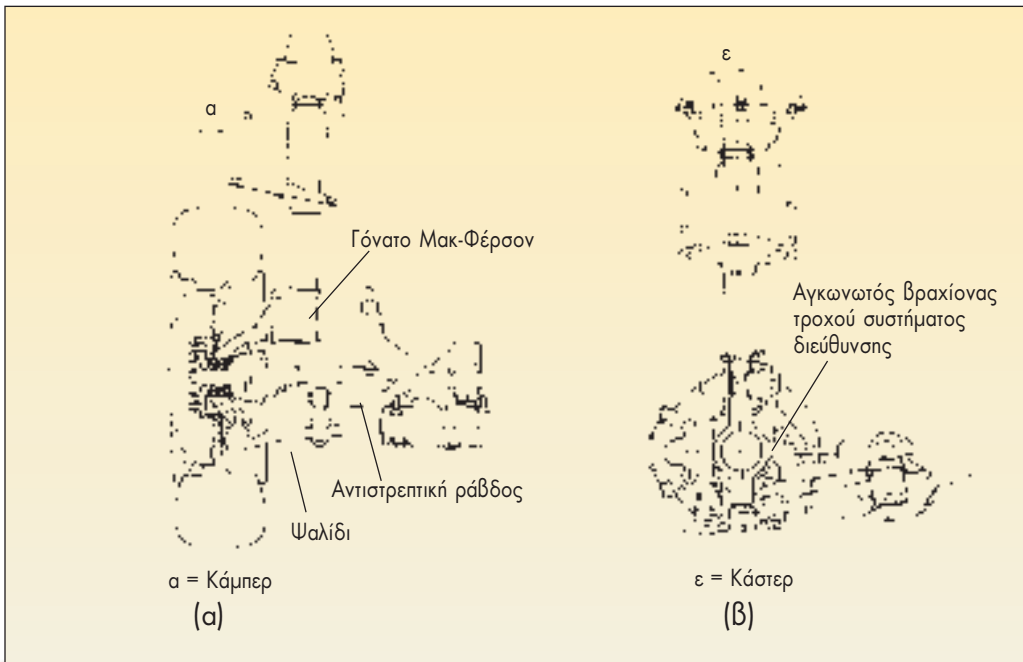 α
ε
Γόνατο Μακ-Φέρσον
Αγκωνωτός βραχίονας
τροχού συστήματος
διεύθυνσης
Αντιστρεπτική ράβδος
Ψαλίδι
α = Κάμπερ
ε = Κάστερ
(α)
(β)